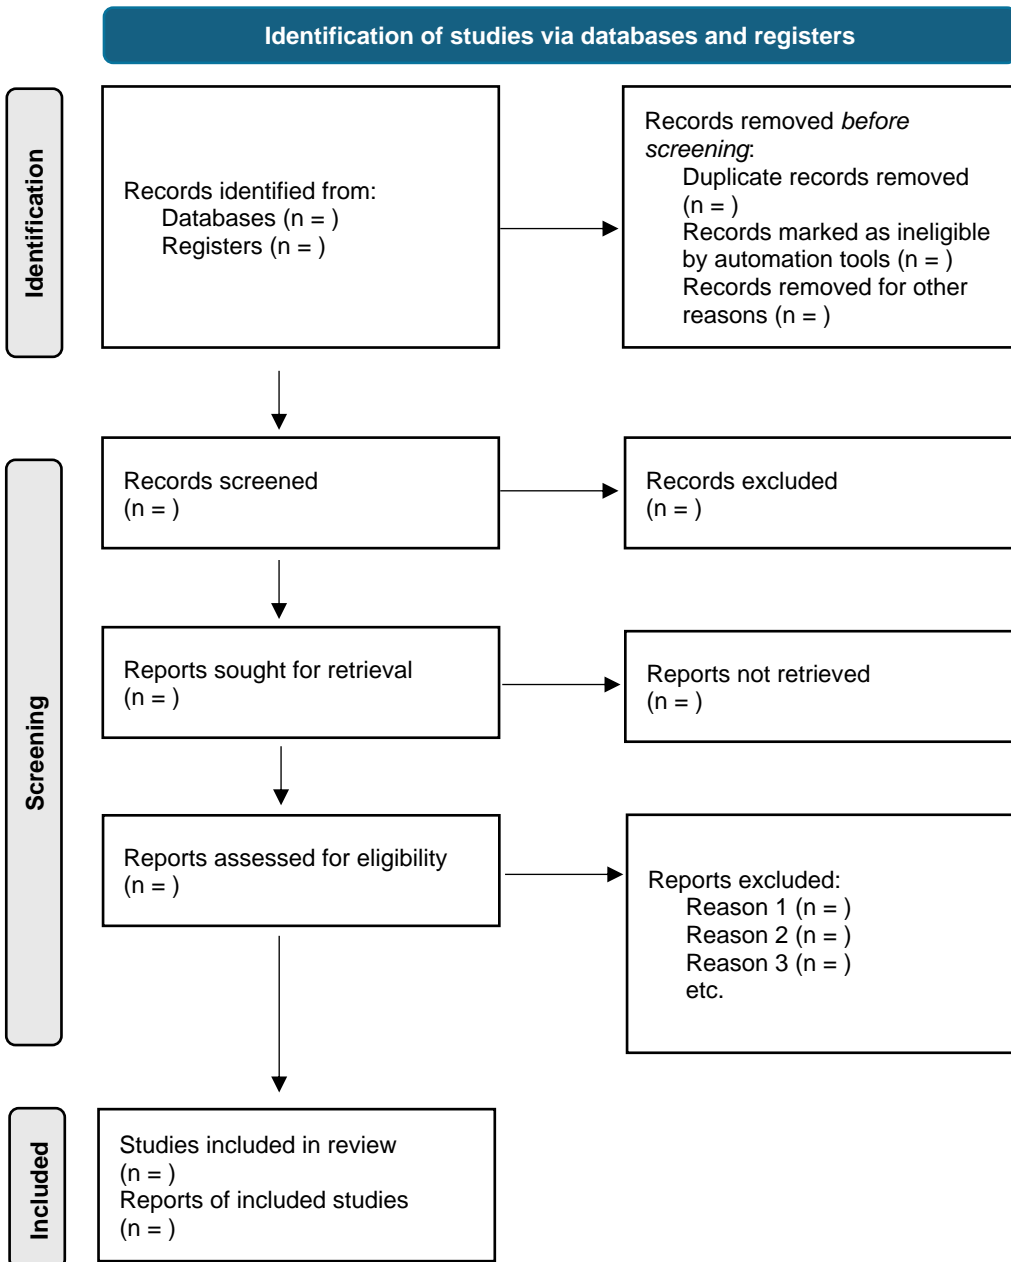 Identification of studies via databases and registers
Identification
Records identified from:
Databases (n = )
Registers (n = )
Records removed before
screening:
Duplicate records removed
(n = )
Records marked as ineligible
by automation tools (n = )
Records removed for other
reasons (n = )
Screening
Records screened
(n = )
Records excluded
(n = )
Reports sought for retrieval
(n = )
Reports not retrieved
(n = )
Reports assessed for eligibility
(n = )
Reports excluded:
Reason 1 (n = )
Reason 2 (n = )
Reason 3 (n = )
etc.
Included
Studies included in review
(n = )
Reports of included studies
(n = )